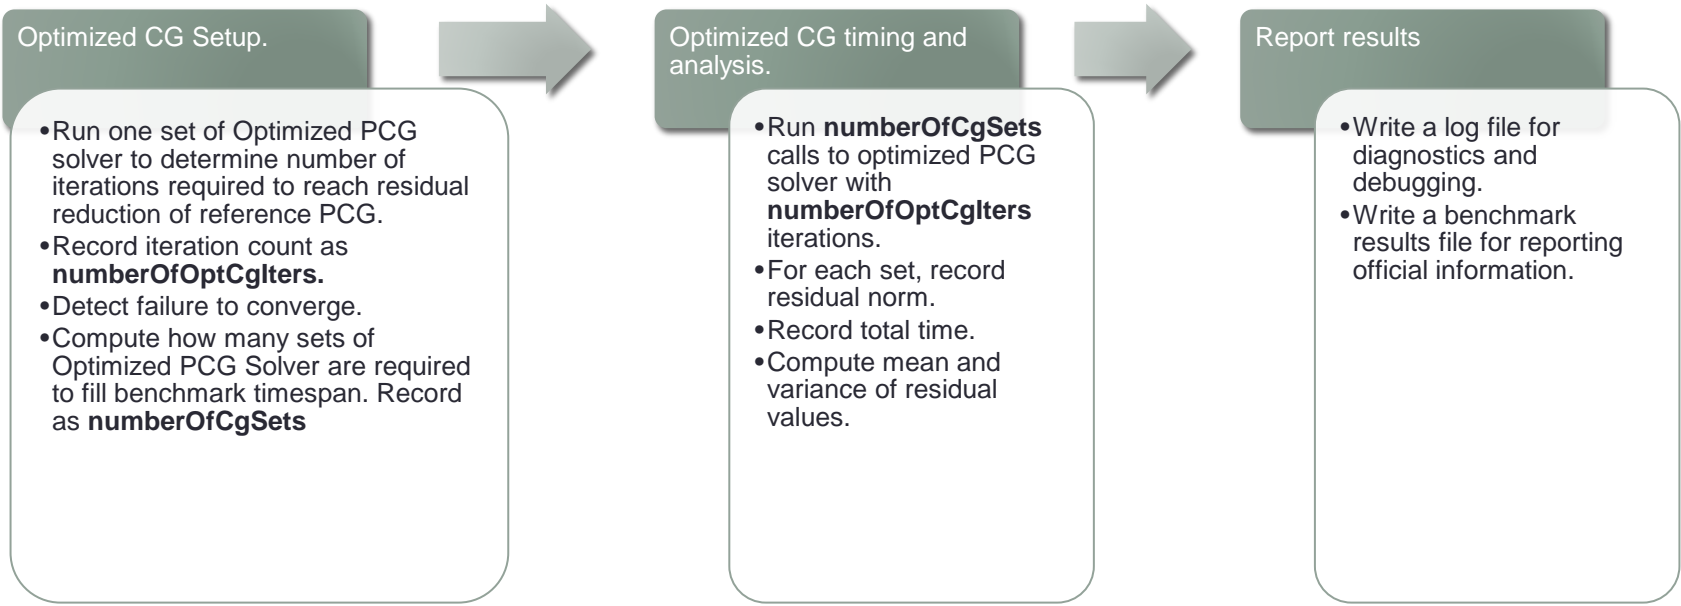 Optimized CG Setup.
•Run one set of Optimized PCG
solver to determine number of
iterations required to reach residual
reduction of reference PCG.
•Record iteration count as
numberOfOptCgIters.
•Detect failure to converge.
•Compute how many sets of
Optimized PCG Solver are required
to fill benchmark timespan. Record
as numberOfCgSets
Optimized CG timing and
analysis.
•Run numberOfCgSets
calls to optimized PCG
solver with
numberOfOptCgIters
iterations.
•For each set, record
residual norm.
•Record total time.
•Compute mean and
variance of residual
values.
Report results
•Write a log file for
diagnostics and
debugging.
•Write a benchmark
results file for reporting
official information.